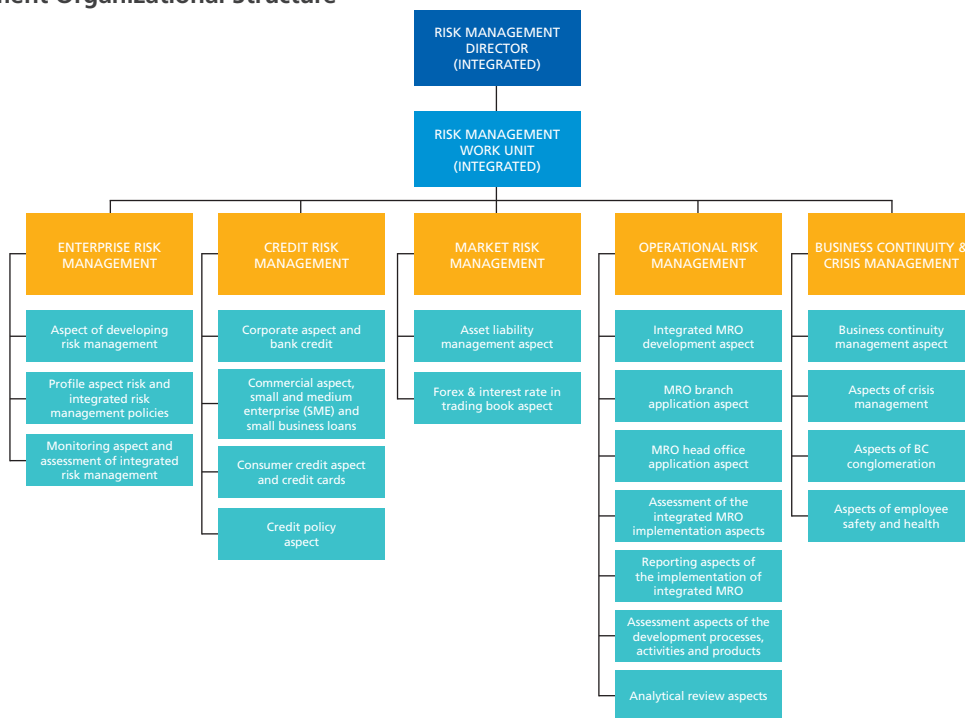 ent Organizational Structure
RISK MANAGEMENT
DIRECTOR
(INTEGRATED)
RISK MANAGEMENT
WORK UNIT
(INTEGRATED)
ENTERPRISE RISK
MANAGEMENT
Aspect of developing
risk management
Profile aspect risk and
integrated risk
management policies
Monitoring aspect and
assessment of integrated
risk management
CREDIT RISK
MANAGEMENT
Corporate aspect and
bank credit
Commercial aspect,
small and medium
enterprise (SME) and
small business loans
Consumer credit aspect
and credit cards
Credit policy
aspect
MARKET RISK
MANAGEMENT
Asset liability
management aspect
Forex & interest rate in
trading book aspect
OPERATIONAL RISK
MANAGEMENT
Integrated MRO
development aspect
MRO branch
application aspect
MRO head office
application aspect
Assessment of the
integrated MRO
implementation aspects
Reporting aspects of
the implementation of
integrated MRO
Assessment aspects of the
development processes,
activities and products
Analytical review aspects
BUSINESS CONTINUITY &
CRISIS MANAGEMENT
Business continuity
management aspect
Aspects of crisis
management
Aspects of BC
conglomeration
Aspects of employee
safety and health